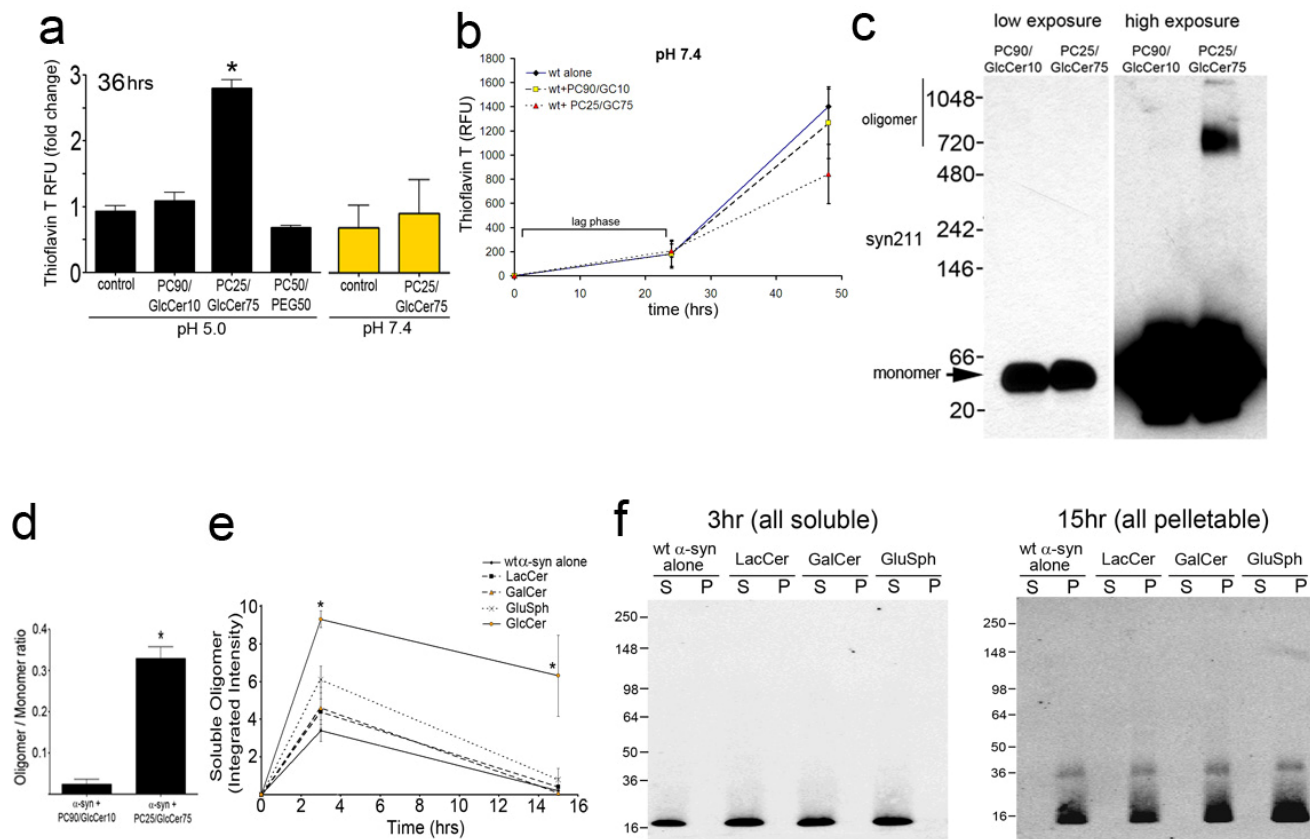 a
36hrs
*
Thioflavin T RFU (fold change)
3
2
1
0
control
PC90/
GlcCer10
PC25/
GlcCer75
PC50/
PEG50
control
PC25/
GlcCer75
pH 5.0
pH 7.4
b
pH 7.4
Thioflavin T (RFU)
1800
1600
1400
1200
1000
800
600
400
200
0
wt alone
wt+PC90/GC10
wt+ PC25/GC75
lag phase
0
10
20
30
40
50
time (hrs)
c
low exposure
high exposure
PC90/
GlcCer10
PC25/
GlcCer75
PC90/
GlcCer10
PC25/
GlcCer75
oligomer
1048-
720-
480-
242-
syn211
146-
66-
monomer
20-
d
Oligomer / Monomer ratio
0.4
0.3
0.2
0.1
*
α-syn +
PC90/GlcCer10
α-syn +
PC25/GlcCer75
e
Soluble Oligomer
(Integrated Intensity)
10
8
6
4
2
*
*
wt α-syn alone
LacCer
GalCer
GluSph
GlcCer
0
2
4
6
8
10
12
14
16
Time (hrs)
f
3hr (all soluble)
wt α-syn
alone
LacCer
GalCer
GluSph
S P S P S P S P
250
148
98
64
50
36
16
15hr (all pelletable)
wt α-syn
alone
LacCer
GalCer
GluSph
S P S P S P S P
250
148
98
64
50
36
16